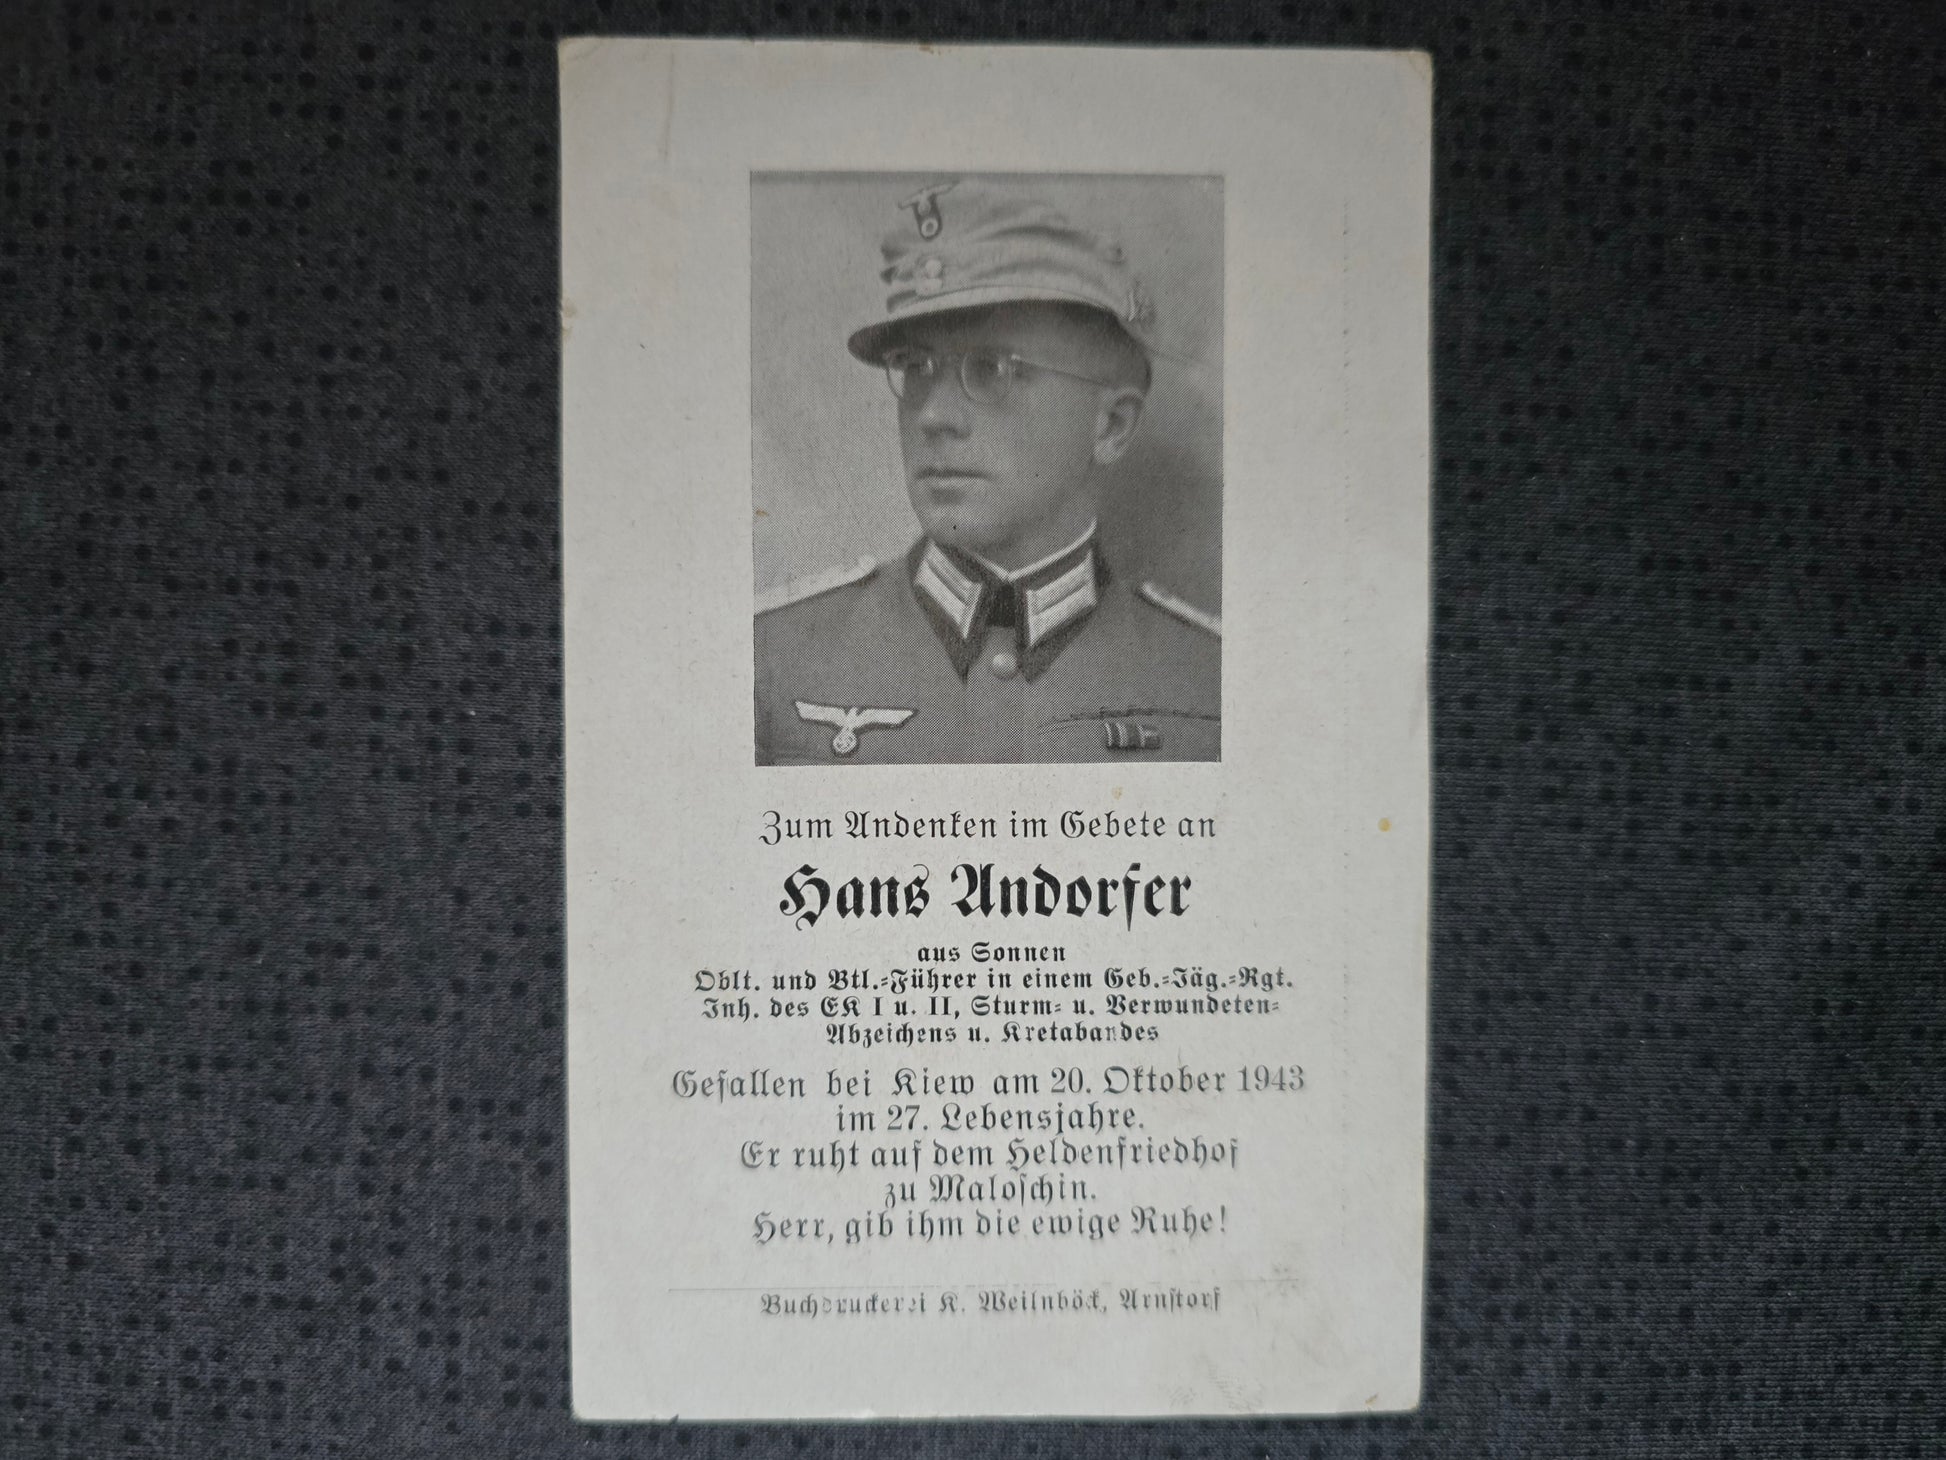 Zum Andenken im Gebete an
Hans Andorfer
aus Sonnen
Oblt. und Btl.-Führer in einem Geb.-Jäg.-Rgt.
Inh. des EK I u. II, Sturm- u. Verwundeten-
Abzeichens u. Kretabandes
Gefallen bei Kiew am 20. Oktober 1943
im 27. Lebensjahre.
Er ruht auf dem Heldenfriedhof
zu Maloschin.
Herr, gib ihm die ewige Ruhe!
Buchdruckerei K. Weilnböck, Arnstorf